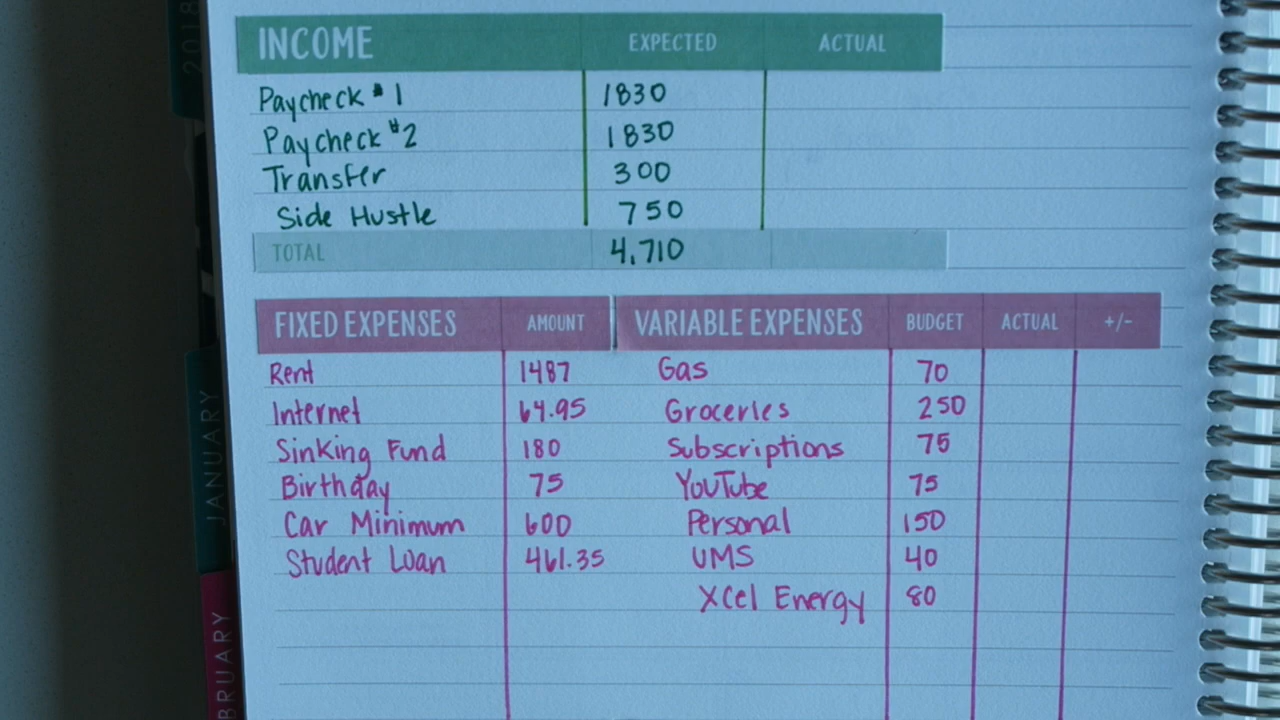 2018
INCOME EXPECTED ACTUAL
Paycheck #1 1830
Paycheck #2 1830
Transfer 300
Side Hustle 750
TOTAL 4,710
FIXED EXPENSES AMOUNT VARIABLE EXPENSES BUDGET ACTUAL +/-
Rent 1487 Gas 70
Internet 64.95 Groceries 250
Sinking Fund 180 Subscriptions 75
Birthday 75 YouTube 75
Car Minimum 600 Personal 150
Student Loan 461.35 UMS 40
Xcel Energy 80
JANUARY
BRUARY